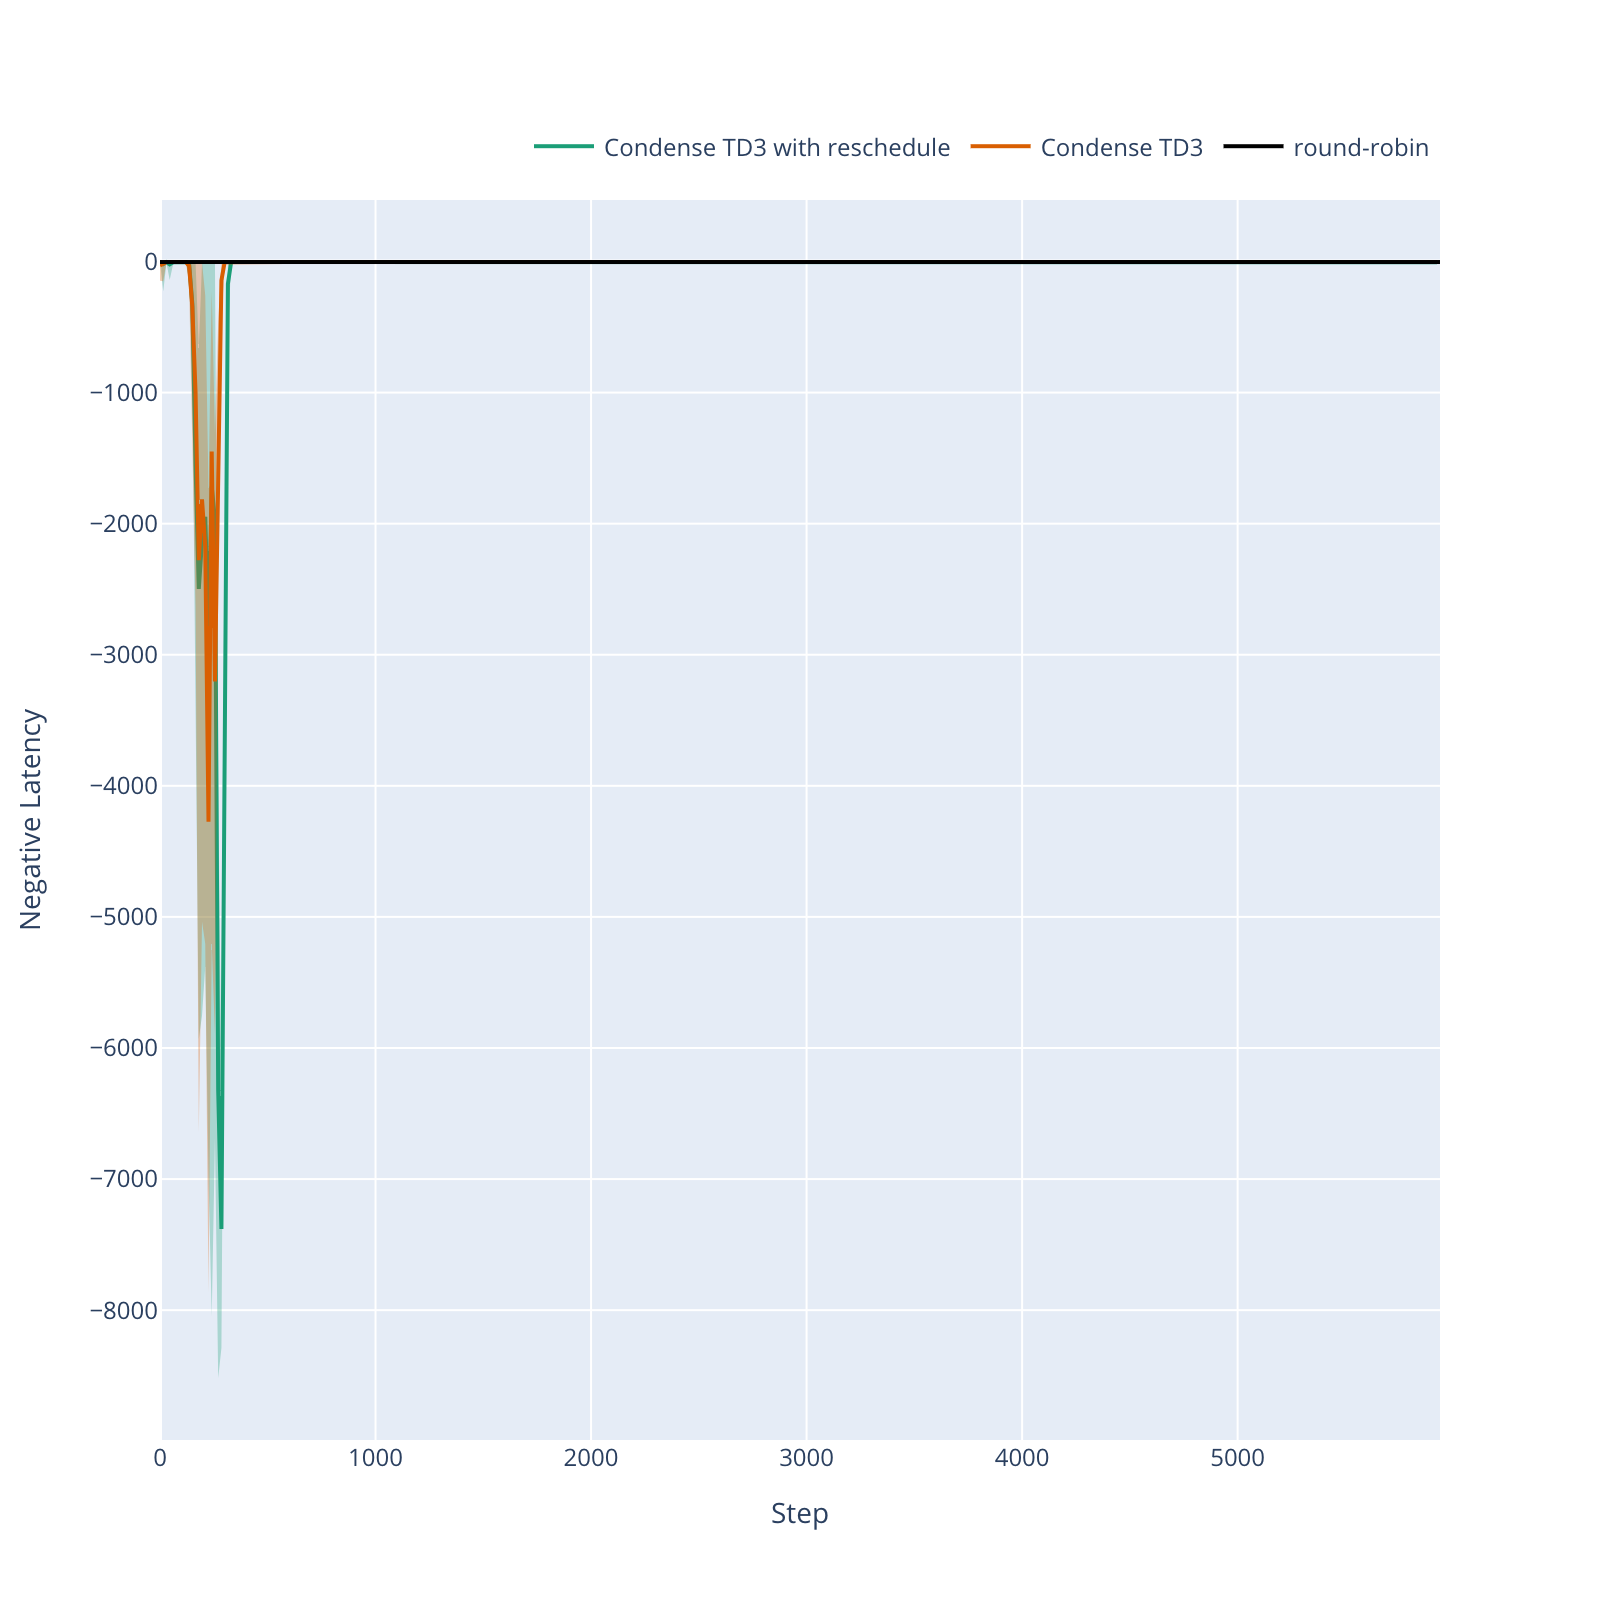 Condense TD3 with reschedule Condense TD3 round-robin
0
−1000
−2000
−3000
−4000
−5000
−6000
−7000
−8000
Negative Latency
0 1000 2000 3000 4000 5000
Step